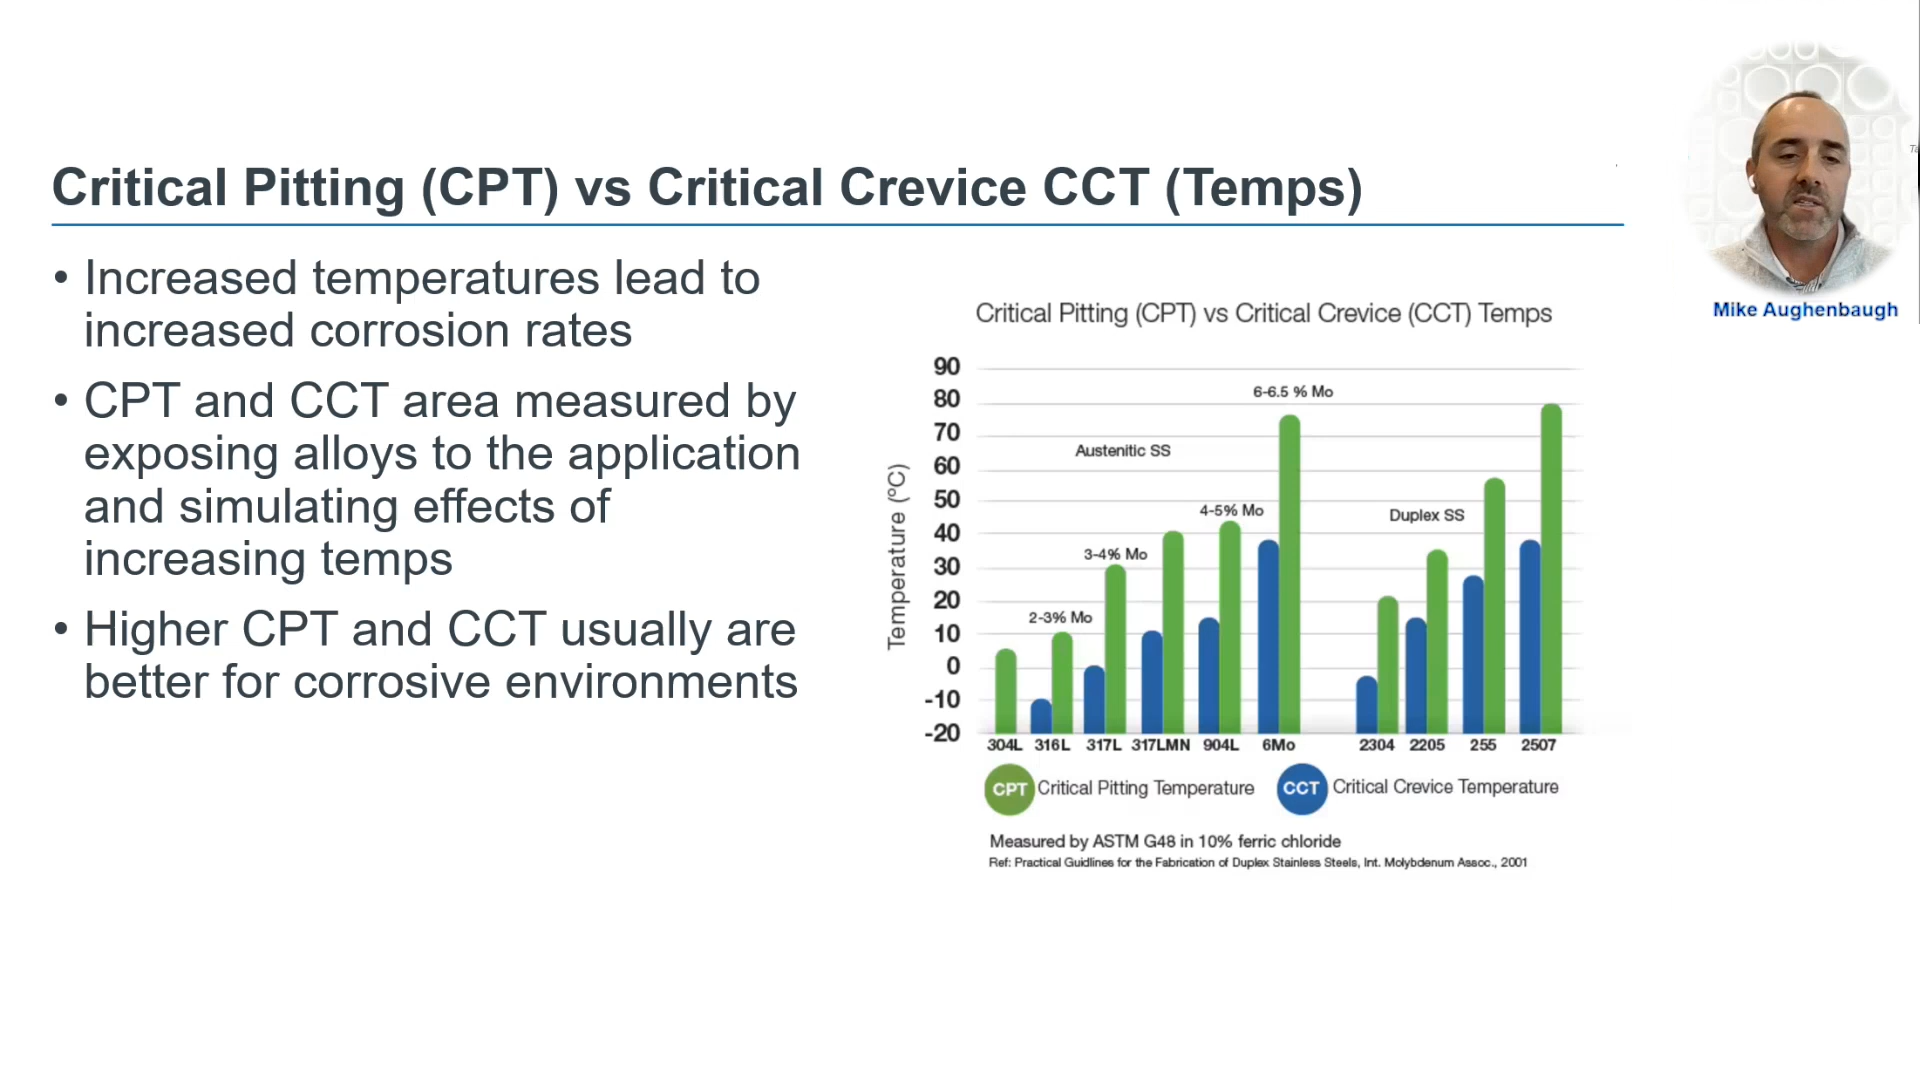 Critical Pitting (CPT) vs Critical Crevice CCT (Temps)
• Increased temperatures lead to
increased corrosion rates
• CPT and CCT area measured by
exposing alloys to the application
and simulating effects of
increasing temps
• Higher CPT and CCT usually are
better for corrosive environments
Mike Aughenbaugh
Critical Pitting (CPT) vs Critical Crevice (CCT) Temps
Temperature (ºC)
90
80
70
60
50
40
30
20
10
0
-10
-20
6-6.5 % Mo
Austenitic SS
4-5% Mo
Duplex SS
3-4% Mo
2-3% Mo
304L 316L 317L 317LMN 904L 6Mo 2304 2205 255 2507
CPT Critical Pitting Temperature CCT Critical Crevice Temperature
Measured by ASTM G48 in 10% ferric chloride
Ref: Practical Guidlines for the Fabrication of Duplex Stainless Steels, Int. Molybdenum Assoc., 2001